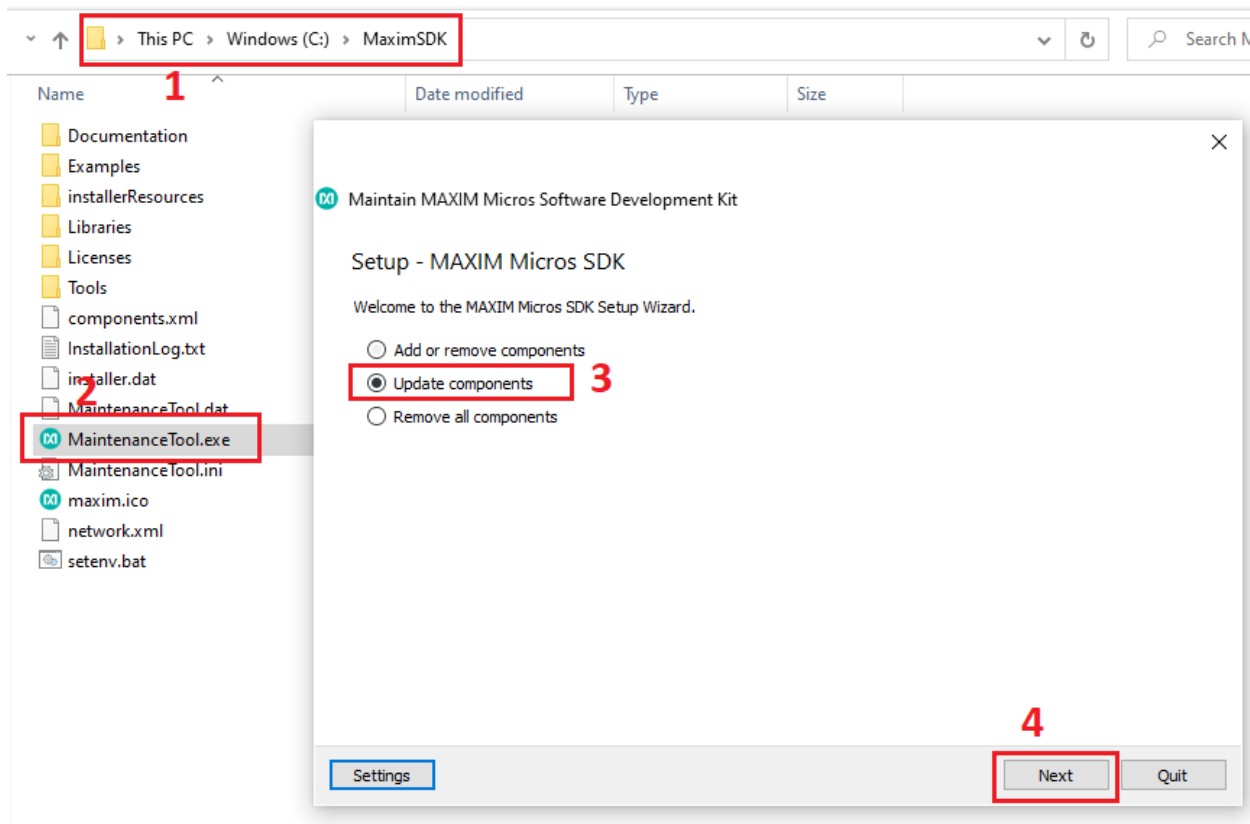 This PC > Windows (C:) > MaximSDK
Search M
1
Name
Date modified
Type
Size
Documentation
Examples
installerResources
Libraries
Licenses
Tools
components.xml
InstallationLog.txt
installer.dat
2
MaintenanceTool.dat
MaintenanceTool.exe
MaintenanceTool.ini
maxim.ico
network.xml
setenv.bat
Maintain MAXIM Micros Software Development Kit
Setup - MAXIM Micros SDK
Welcome to the MAXIM Micros SDK Setup Wizard.
Add or remove components
Update components
3
Remove all components
4
Settings
Next
Quit